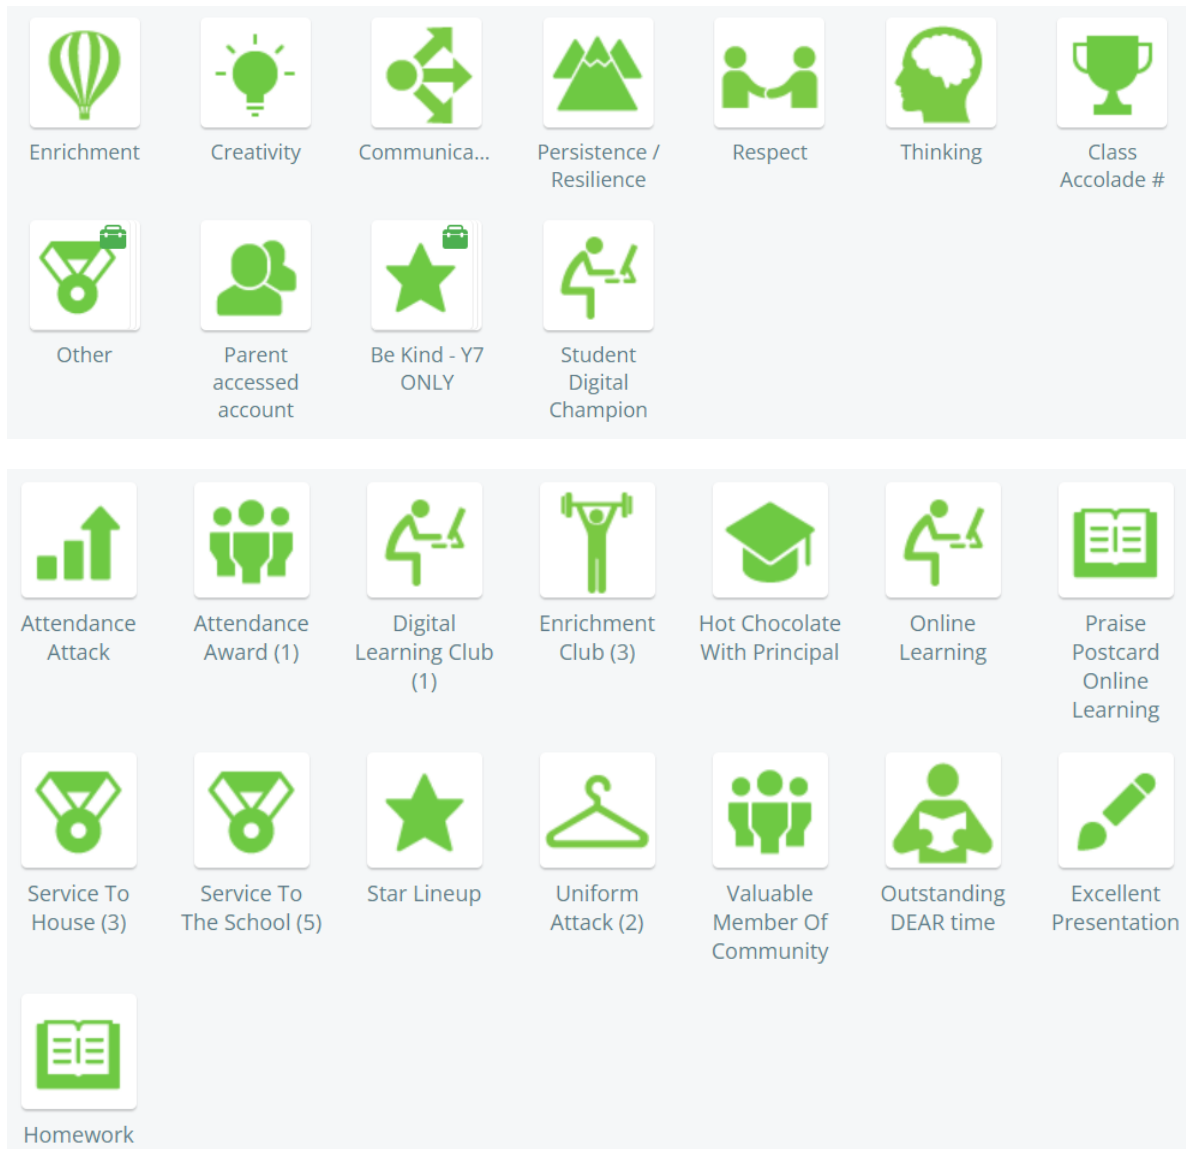 Enrichment
Creativity
Communica...
Persistence /
Resilience
Respect
Thinking
Class
Accolade #
Other
Parent
accessed
account
Be Kind - Y7
ONLY
Student
Digital
Champion
Attendance
Attack
Attendance
Award (1)
Digital
Learning Club
(1)
Enrichment
Club (3)
Hot Chocolate
With Principal
Online
Learning
Praise
Postcard
Online
Learning
Service To
House (3)
Service To
The School (5)
Star Lineup
Uniform
Attack (2)
Valuable
Member Of
Community
Outstanding
DEAR time
Excellent
Presentation
Homework